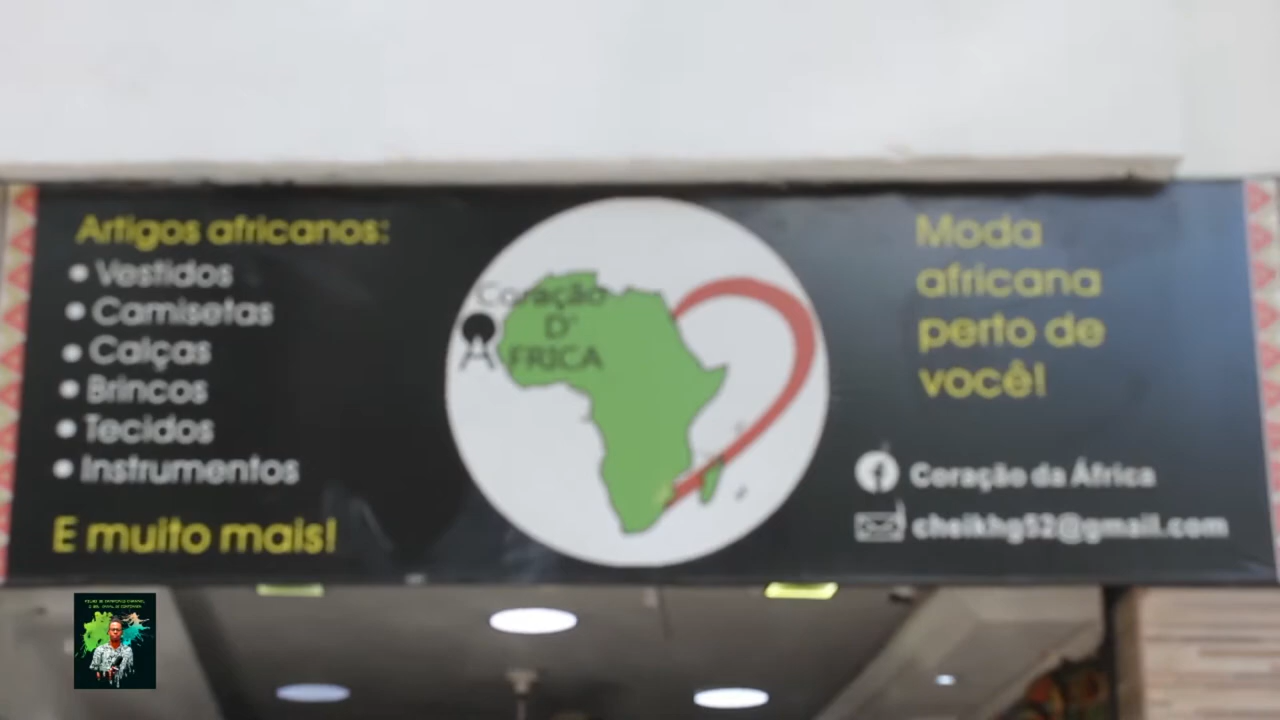 Artigos africanos:
• Vestidos
• Camisetas
• Calças
• Brincos
• Tecidos
• Instrumentos
E muito mais!
Coração
D'
AFRICA
Moda
africana
perto de
você!
Coração da África
cheikhg52@gmail.com